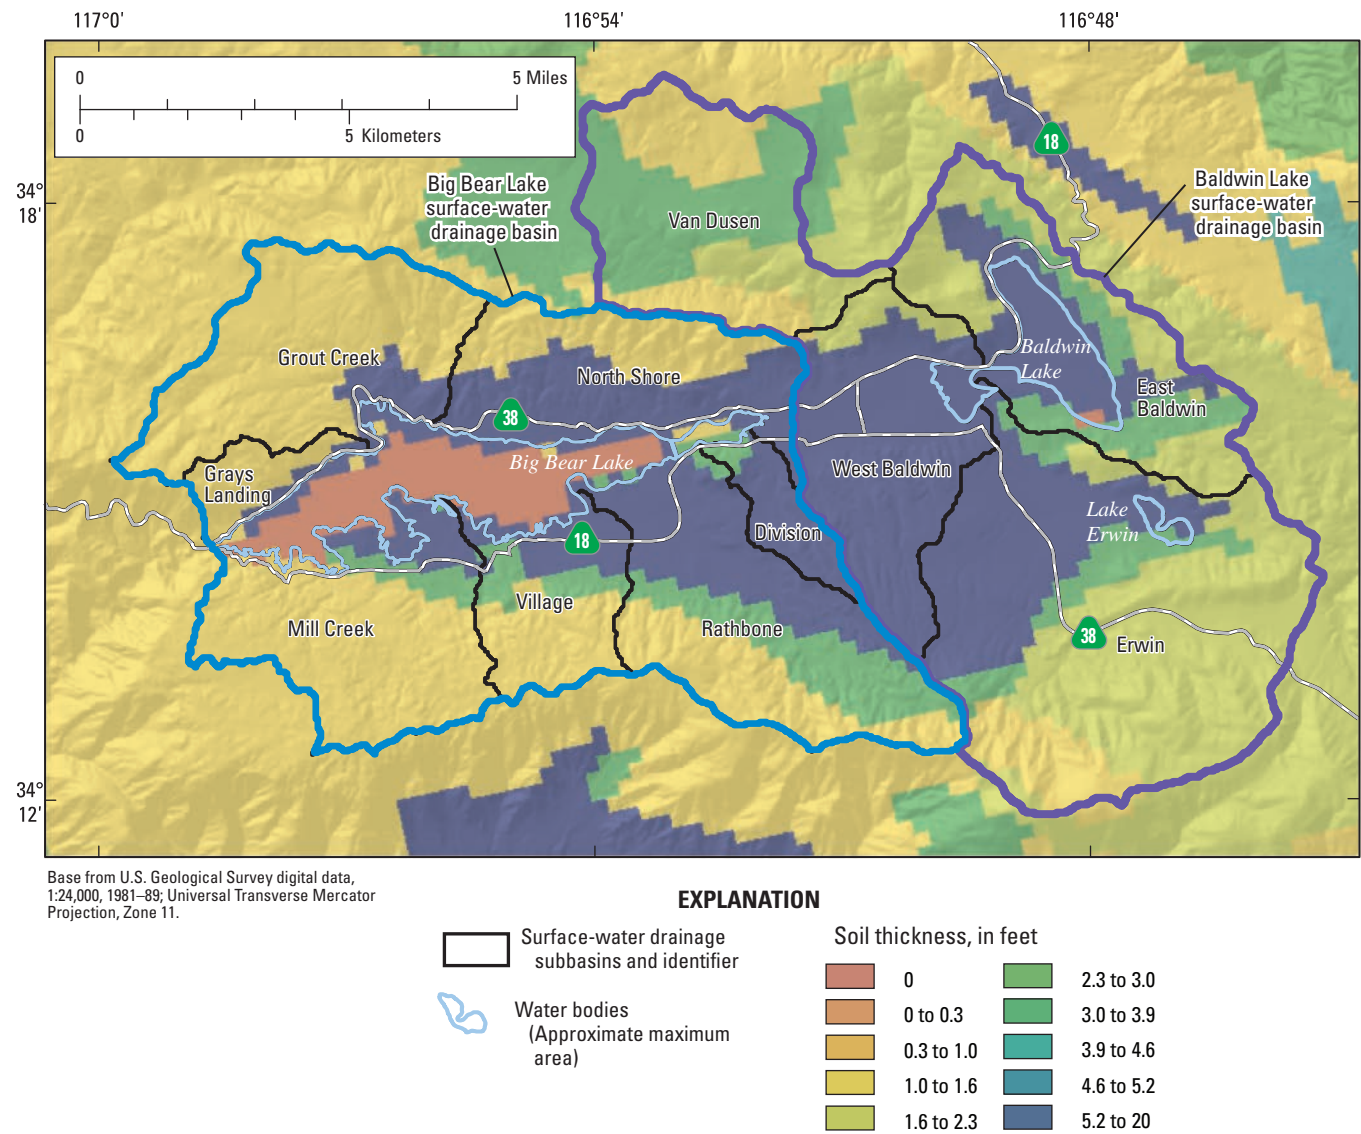 117°0'
116°54'
116°48'
0
5 Miles
0
5 Kilometers
34°
18'
34°
12'
Big Bear Lake
surface-water
drainage basin
Van Dusen
18
Baldwin Lake
surface-water
drainage basin
Grout Creek
North Shore
Baldwin
Lake
East
Baldwin
38
Grays
Landing
Big Bear Lake
West Baldwin
Lake
Erwin
18
Division
Village
Mill Creek
Rathbone
38
Erwin
Base from U.S. Geological Survey digital data,
1:24,000, 1981–89; Universal Transverse Mercator
Projection, Zone 11.
EXPLANATION
Surface-water drainage
subbasins and identifier
Water bodies
(Approximate maximum
area)
Soil thickness, in feet
0
0 to 0.3
0.3 to 1.0
1.0 to 1.6
1.6 to 2.3
2.3 to 3.0
3.0 to 3.9
3.9 to 4.6
4.6 to 5.2
5.2 to 20